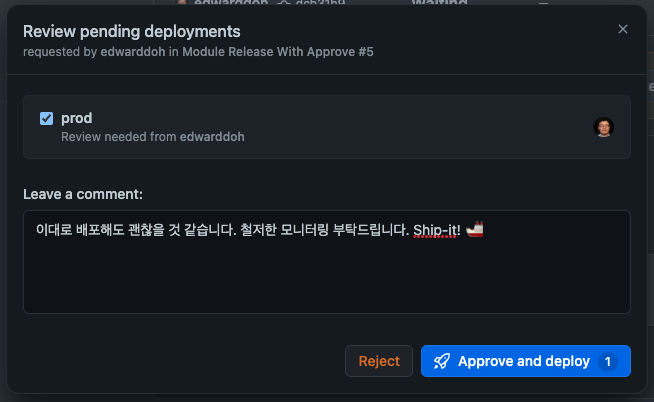 edwarddoh
dcb31b9
Waiting
Review pending deployments
requested by edwarddoh in Module Release With Approve #5
prod
Review needed from edwarddoh
Leave a comment:
이대로 배포해도 괜찮을 것 같습니다. 철저한 모니터링 부탁드립니다. Ship-it! 🚢
Reject
Approve and deploy 1